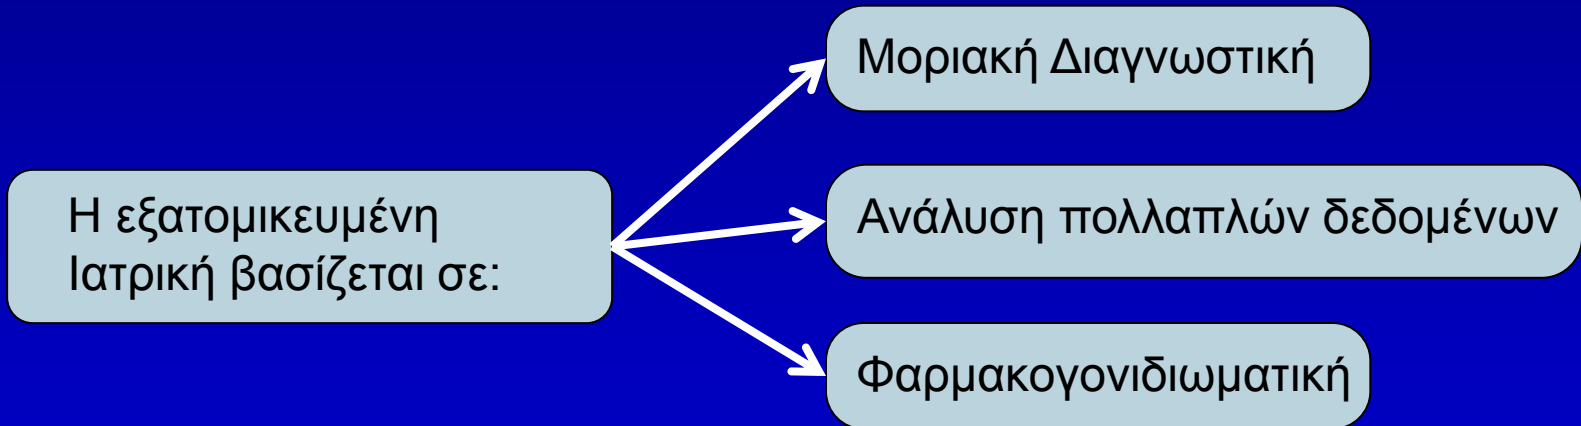 Η εξατομικευμένη
Ιατρική βασίζεται σε:
Μοριακή Διαγνωστική
Ανάλυση πολλαπλών δεδομένων
Φαρμακογονιδιωματική